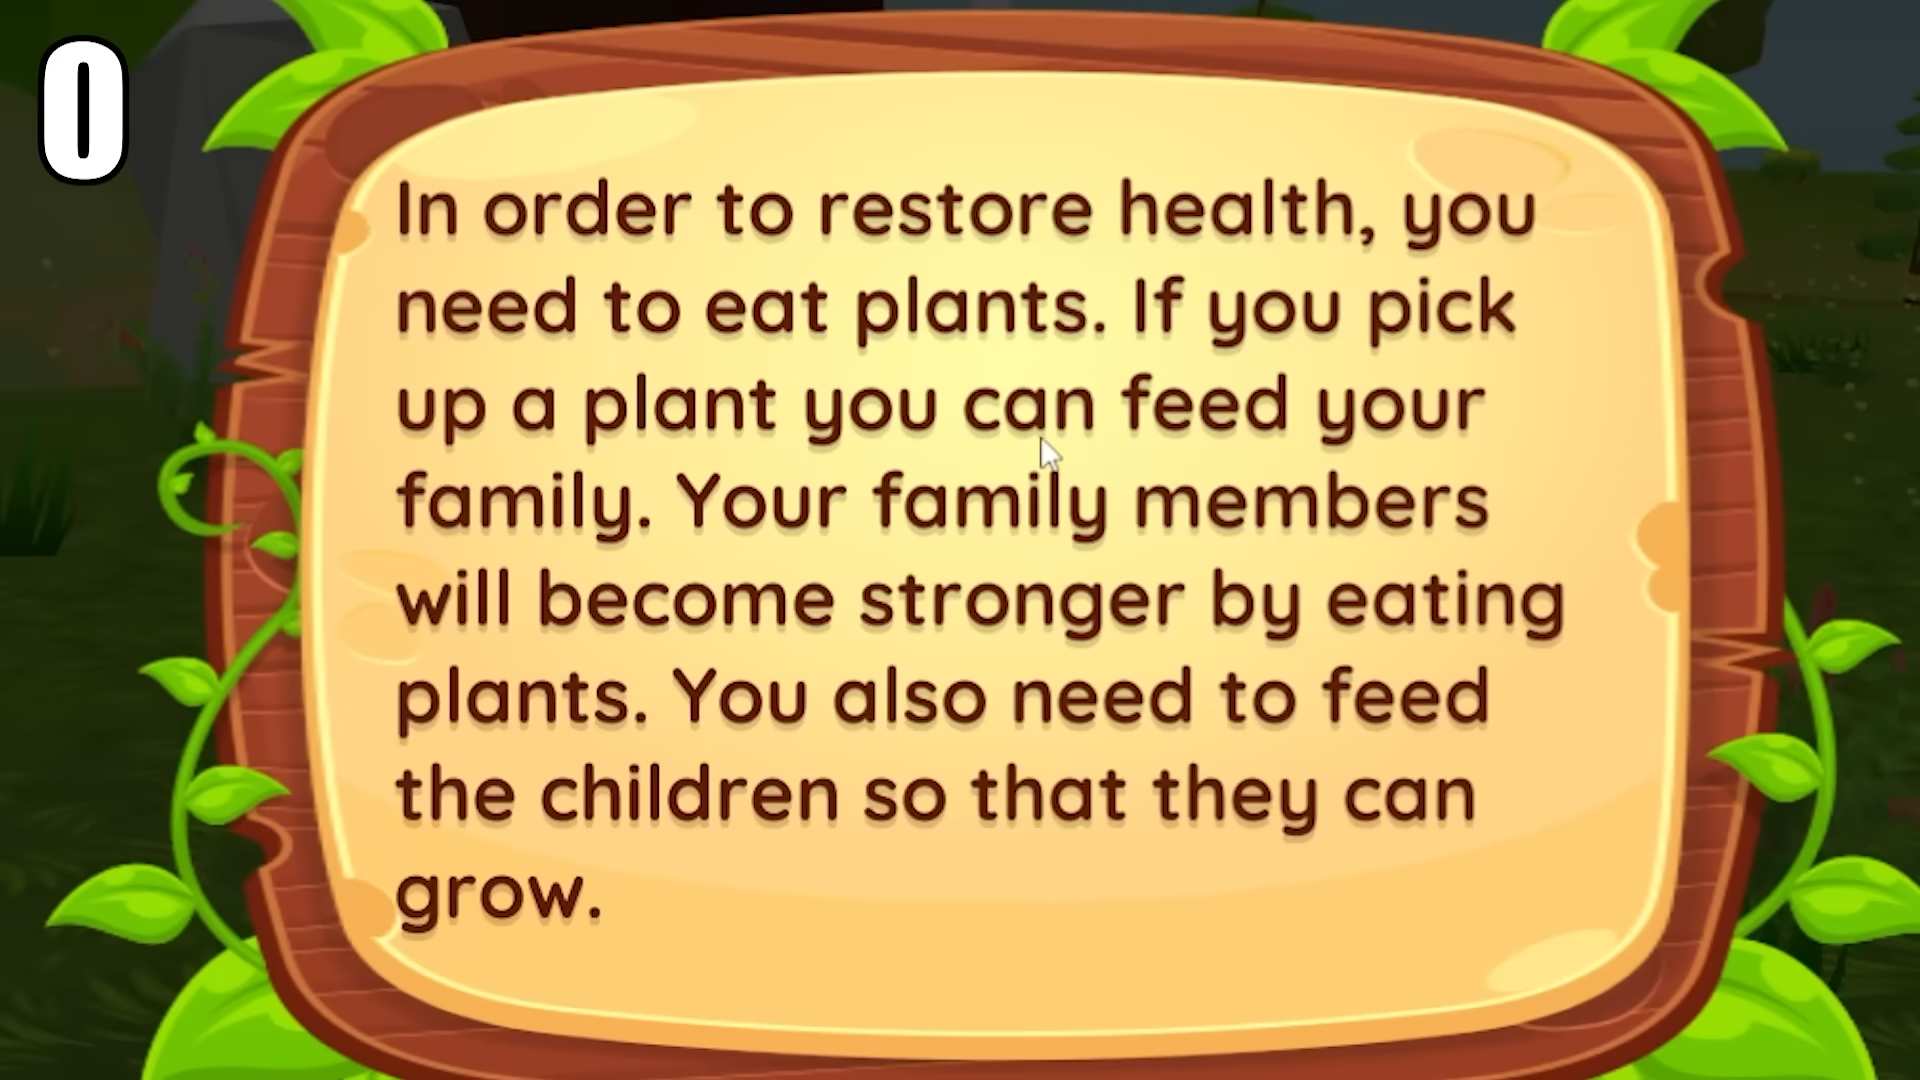 0
In order to restore health, you
need to eat plants. If you pick
up a plant you can feed your
family. Your family members
will become stronger by eating
plants. You also need to feed
the children so that they can
grow.